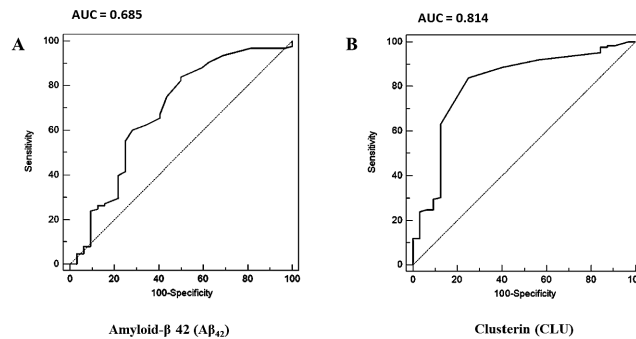 AUC = 0.685
A
100
80
60
40
20
0
Sensitivity
0 20 40 60 80 100
100-Specificity
Amyloid-β 42 (Aβ42)
AUC = 0.814
B
100
80
60
40
20
0
Sensitivity
0 20 40 60 80 100
100-Specificity
Clusterin (CLU)